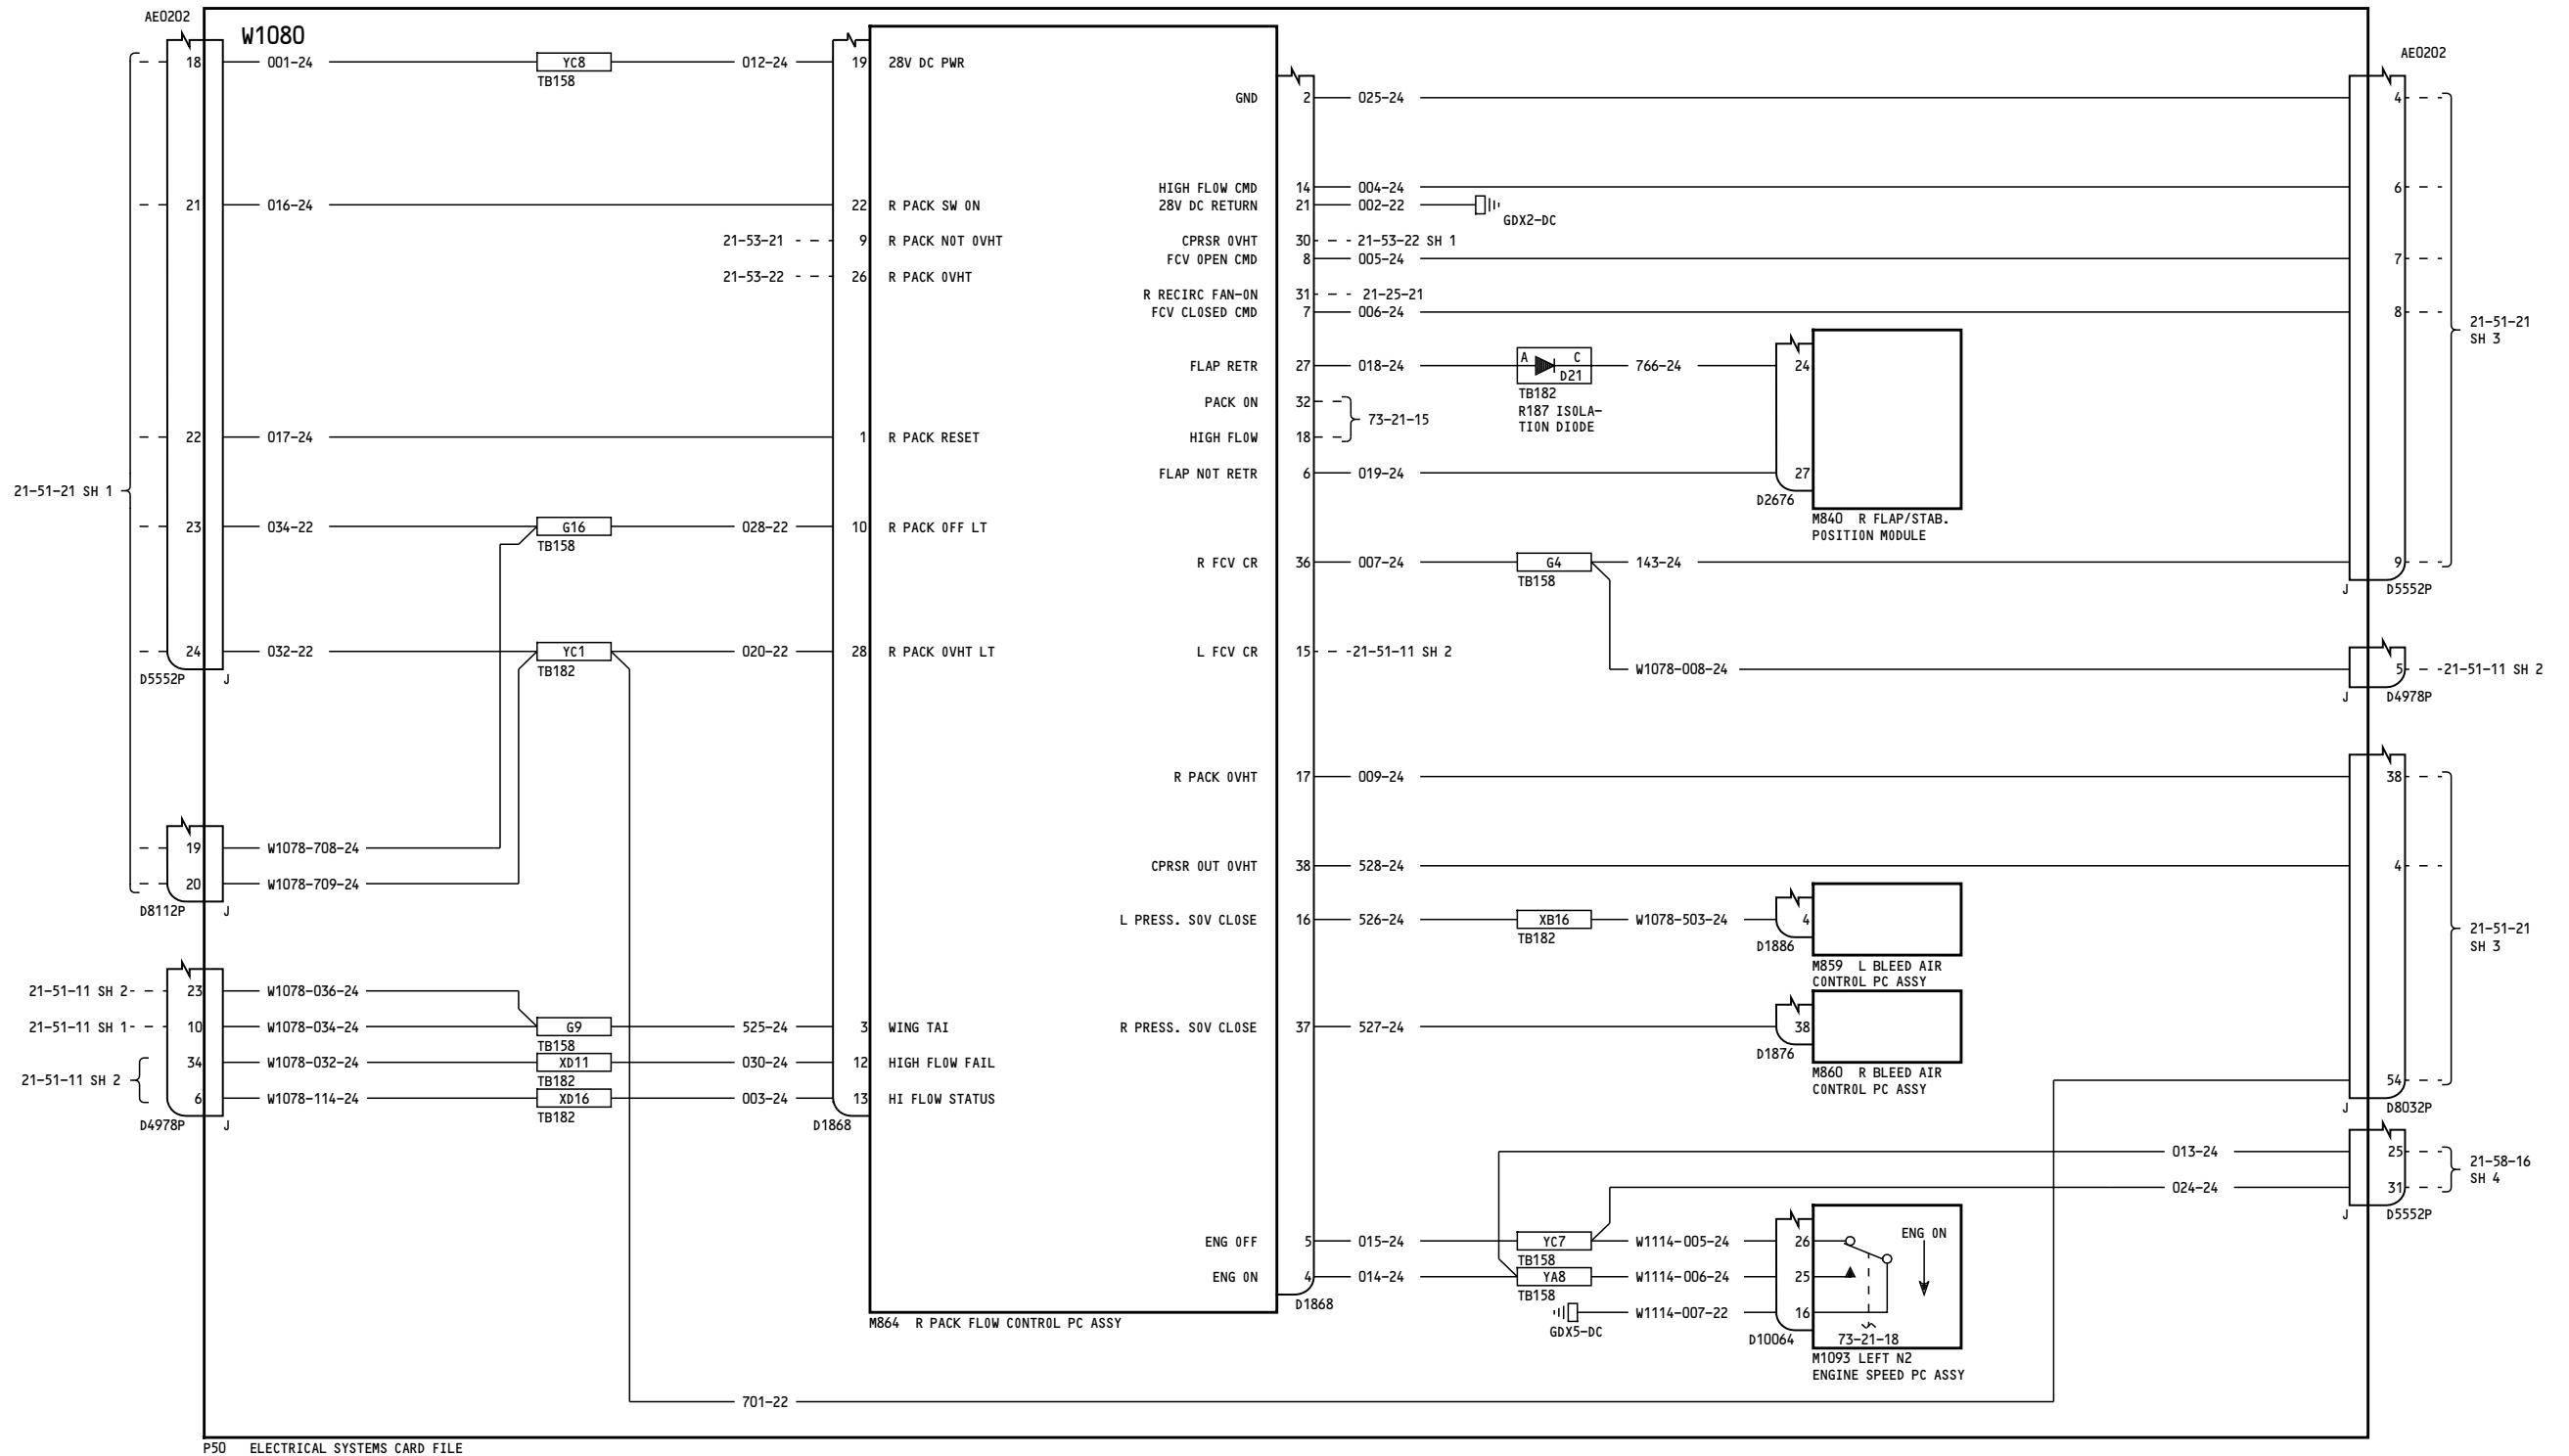 AE0202
W1080
18 001-24 YC8 012-24 19 28V DC PWR
TB158
AE0202
GND 2 025-24 4
HIGH FLOW CMD 14 004-24 6
21 016-24 22 R PACK SW ON
28V DC RETURN 21 002-22
GDX2-DC
21-53-21 9 R PACK NOT OVHT
CPRSR OVHT 30 21-53-22 SH 1
FCV OPEN CMD 8 005-24 7
21-53-22 26 R PACK OVHT
R RECIRC FAN-ON 31 21-25-21
FCV CLOSED CMD 7 006-24 8
21-51-21
SH 3
FLAP RETR 27 018-24 A C D21 766-24 24
TB182
R187 ISOLA-
TION DIODE
PACK ON 32
73-21-15
22 017-24 1 R PACK RESET
HIGH FLOW 18
FLAP NOT RETR 6 019-24 27
D2676
M840 R FLAP/STAB.
POSITION MODULE
21-51-21 SH 1
23 034-22 G16 028-22 10 R PACK OFF LT
TB158
R FCV CR 36 007-24 G4 143-24 9
TB158
J D5552P
24 032-22 YC1 020-22 28 R PACK OVHT LT
TB182
D5552P J
L FCV CR 15 21-51-11 SH 2
W1078-008-24 5 21-51-11 SH 2
J D4978P
R PACK OVHT 17 009-24 38
19 W1078-708-24
20 W1078-709-24
D8112P J
CPRSR OUT OVHT 38 528-24 4
L PRESS. SOV CLOSE 16 526-24 XB16 W1078-503-24 4
TB182
D1886
M859 L BLEED AIR
CONTROL PC ASSY
21-51-21
SH 3
21-51-11 SH 2 23 W1078-036-24
21-51-11 SH 1 10 W1078-034-24 G9 525-24 3 WING TAI
TB158
R PRESS. SOV CLOSE 37 527-24 38
D1876
M860 R BLEED AIR
CONTROL PC ASSY
34 W1078-032-24 XD11 030-24 12 HIGH FLOW FAIL
TB182
21-51-11 SH 2
6 W1078-114-24 XD16 003-24 13 HI FLOW STATUS
TB182
D4978P J
D1868
54
J D8032P
013-24 25
024-24 31
21-58-16
SH 4
J D5552P
ENG OFF 5 015-24 YC7 W1114-005-24 26
TB158
ENG ON
ENG ON 4 014-24 YA8 W1114-006-24 25
TB158
D1868
W1114-007-22 16
GDX5-DC
D10064
73-21-18
M1093 LEFT N2
ENGINE SPEED PC ASSY
M864 R PACK FLOW CONTROL PC ASSY
701-22
P50 ELECTRICAL SYSTEMS CARD FILE